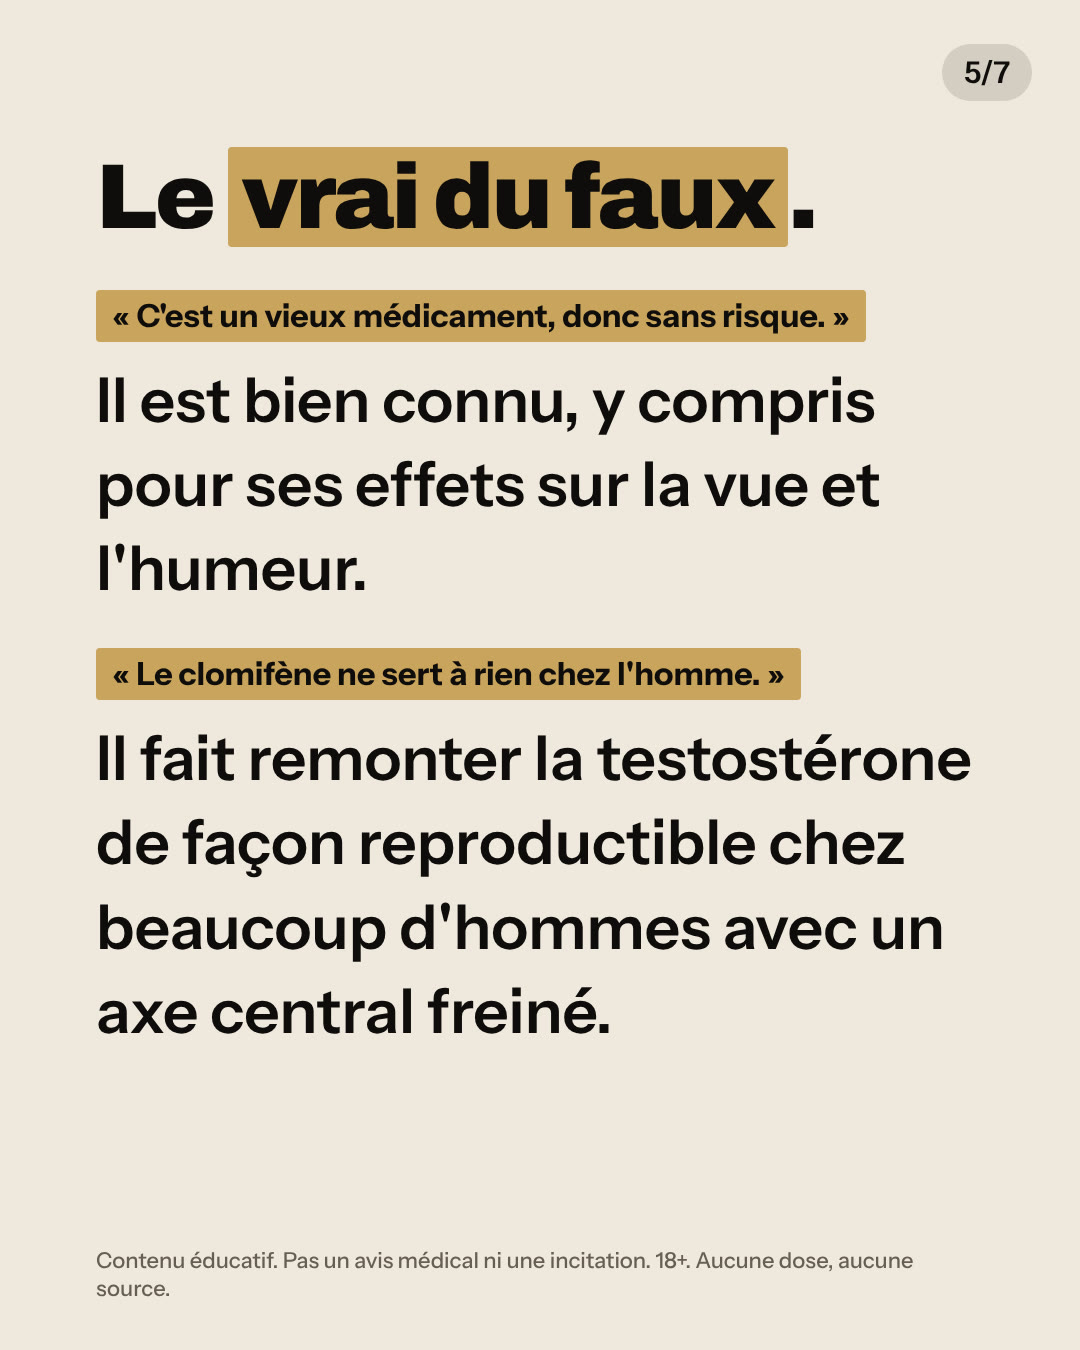 5/7
Le vrai du faux.
« C'est un vieux médicament, donc sans risque. »
Il est bien connu, y compris
pour ses effets sur la vue et
l'humeur.
« Le clomifène ne sert à rien chez l'homme. »
Il fait remonter la testostérone
de façon reproductible chez
beaucoup d'hommes avec un
axe central freiné.
Contenu éducatif. Pas un avis médical ni une incitation. 18+. Aucune dose, aucune
source.